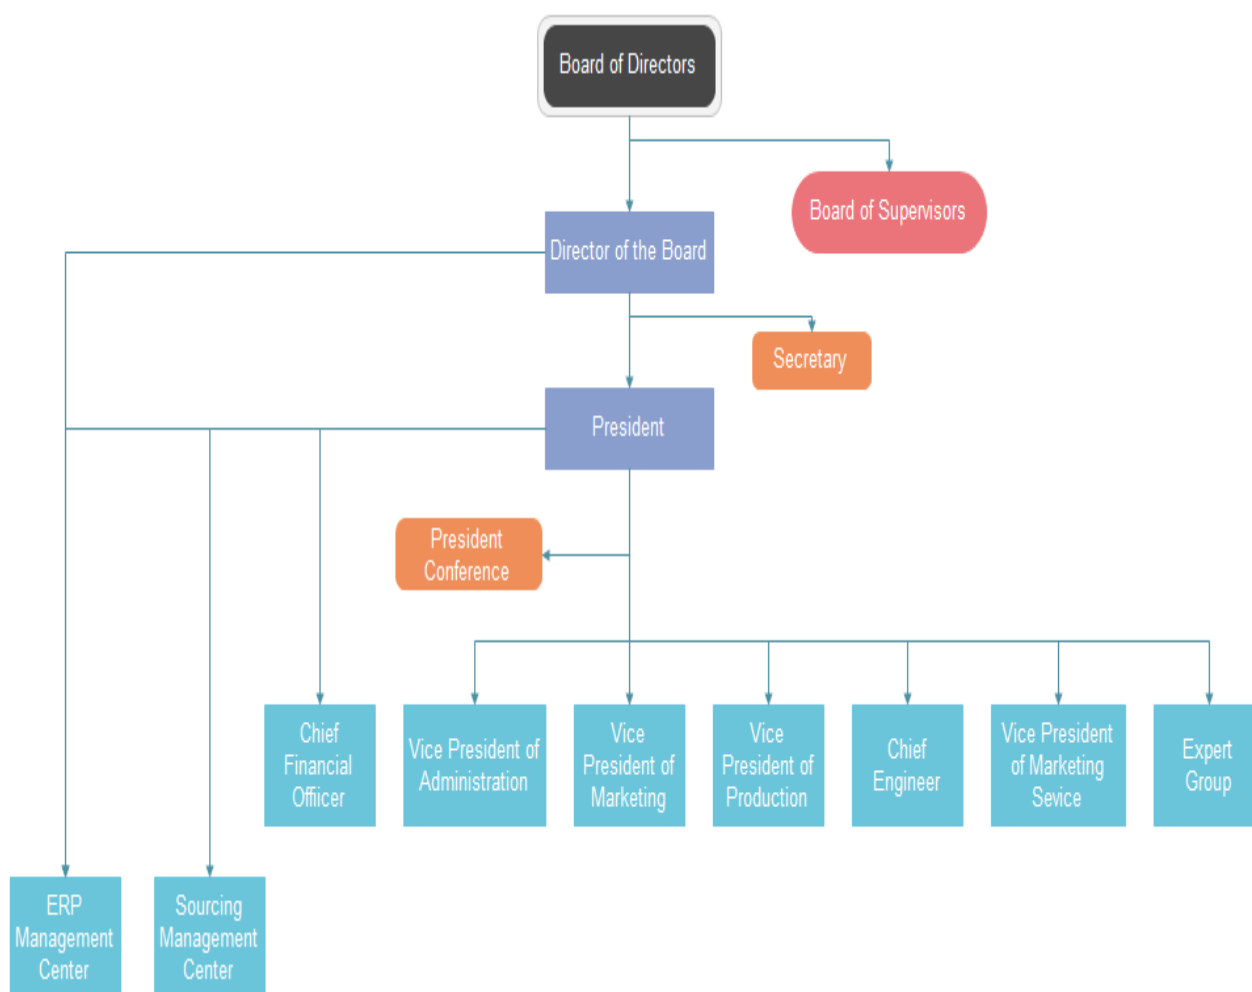 Board of Directors
Board of Supervisors
Director of the Board
Secretary
President
President
Conference
Chief
Financial
Offiicer
Vice President of
Administration
Vice
President of
Marketing
Vice
President of
Production
Chief
Engineer
Vice President
of Marketing
Sevice
Expert
Group
ERP
Management
Center
Sourcing
Management
Center